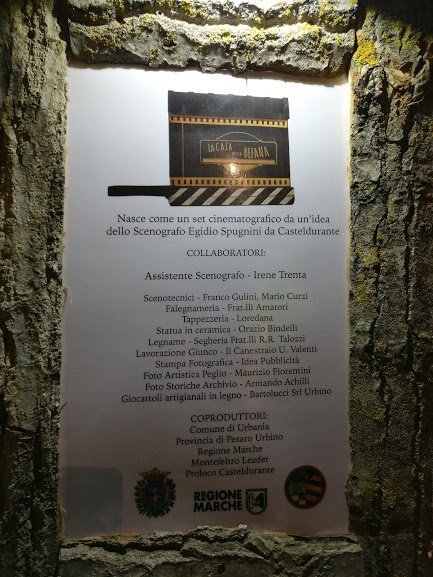 LA CASA
DELLA
BEFANA
Nasce come un set cinematografico da un'idea
dello Scenografo Egidio Spugnini da Casteldurante
COLLABORATORI:
Assistente Scenografo - Irene Trenta
Scenotecnici - Franco Gulini, Mario Curzi
Falegnameria - Frat.lli Amatori
Tappezzeria - Loredana
Statua in ceramica - Orazio Bindelli
Legname - Segheria Frat.lli R.R. Talozzi
Lavorazione Giunco - Il Canestraio U. Valenti
Stampa Fotografica - Idea Pubblicità
Foto Artistica Peglio - Maurizio Fiorentini
Foto Storiche Archivio - Armando Achilli
Giocattoli artigianali in legno - Bartolucci Srl Urbino
COPRODUTTORI:
Comune di Urbania
Provincia di Pesaro Urbino
Regione Marche
Montefeltro Leader
Proloco Casteldurante
REGIONE
MARCHE